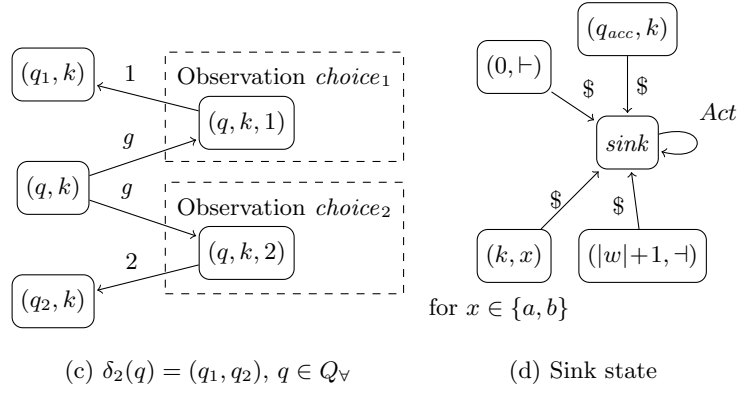 (q₁, k)
1
Observation choice₁
(q, k, 1)
g
(q, k)
g
Observation choice₂
(q, k, 2)
2
(q₂, k)
(c) δ₂(q) = (q₁, q₂), q ∈ Q∀
(q_acc, k)
(0, ⊢)
$
$
Act
sink
$
$
(k, x)
(|w|+1, ⊣)
for x ∈ {a, b}
(d) Sink state